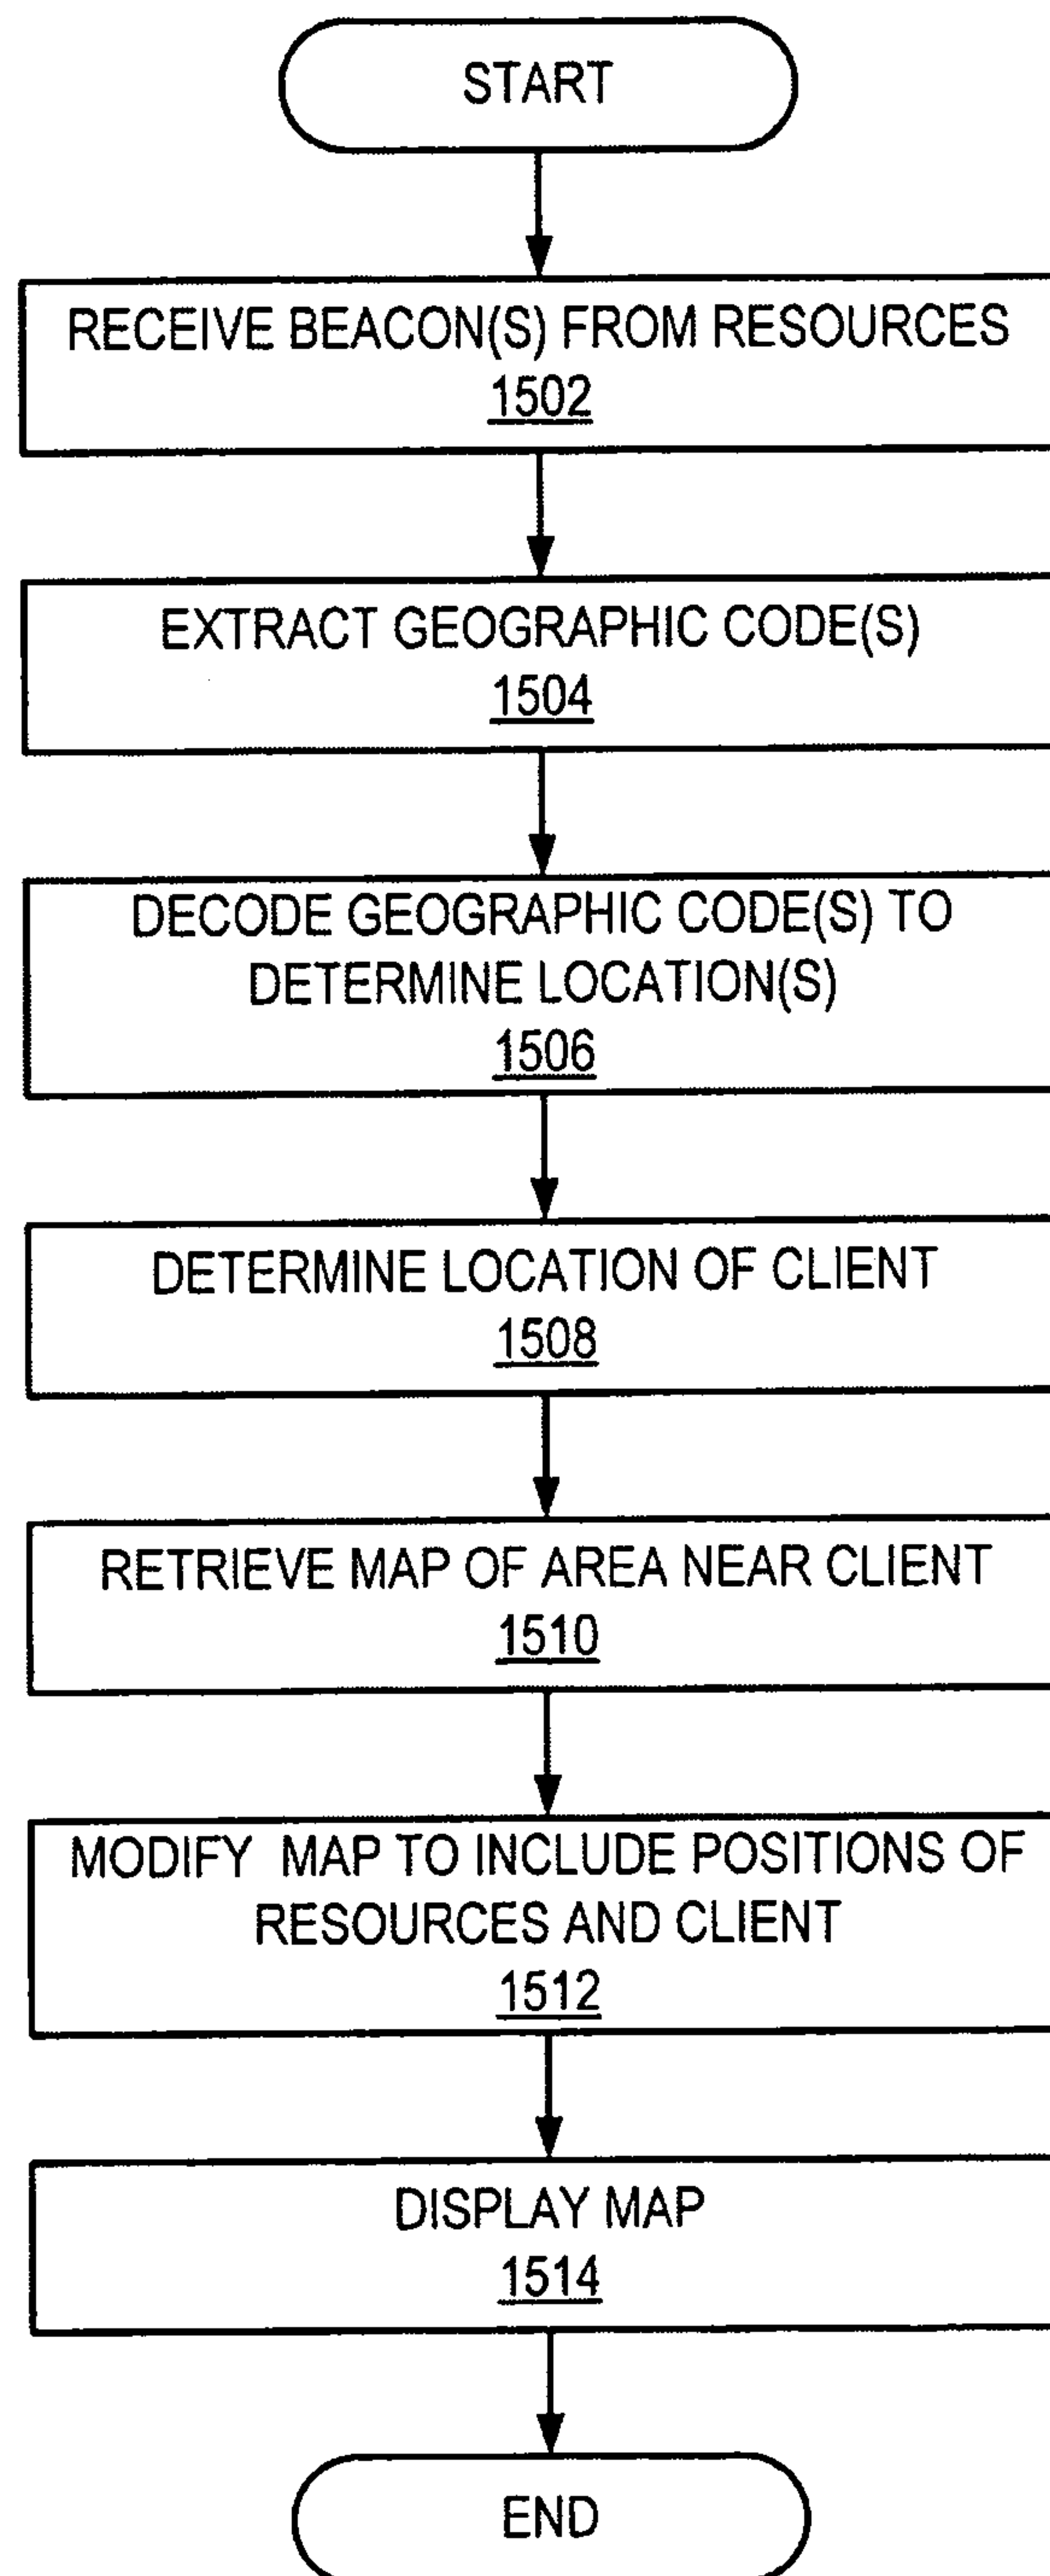 START
RECEIVE BEACON(S) FROM RESOURCES
1502
EXTRACT GEOGRAPHIC CODE(S)
1504
DECODE GEOGRAPHIC CODE(S) TO
DETERMINE LOCATION(S)
1506
DETERMINE LOCATION OF CLIENT
1508
RETRIEVE MAP OF AREA NEAR CLIENT
1510
MODIFY MAP TO INCLUDE POSITIONS OF
RESOURCES AND CLIENT
1512
DISPLAY MAP
1514
END